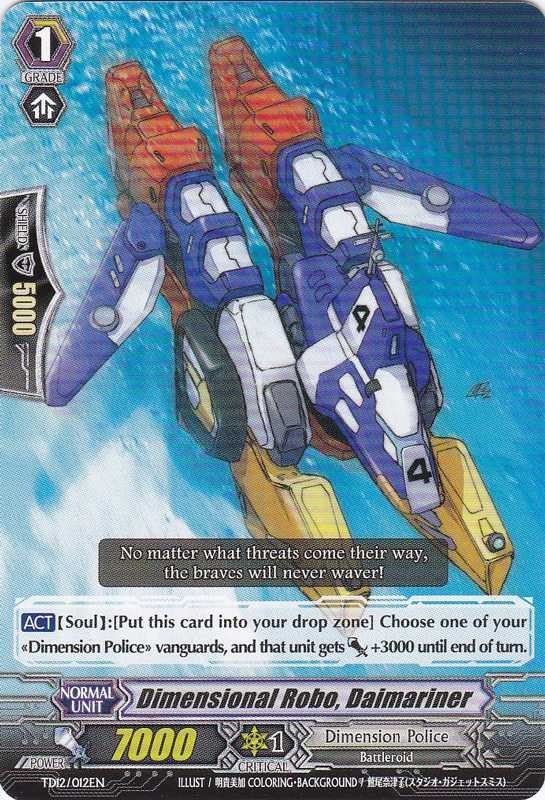 1
GRADE
SHIELD
5000
4
4
No matter what threats come their way,
the braves will never waver!
ACT【Soul】:[Put this card into your drop zone] Choose one of your
«Dimension Police» vanguards, and that unit gets +3000 until end of turn.
NORMAL
UNIT
Dimensional Robo, Daimariner
POWER
7000
1
CRITICAL
Dimension Police
Battleroid
TD12/012EN
ILLUST / 明貴美加 COLORING・BACKGROUND / 鷲尾奈津子(スタジオ・ガジェットスミス)